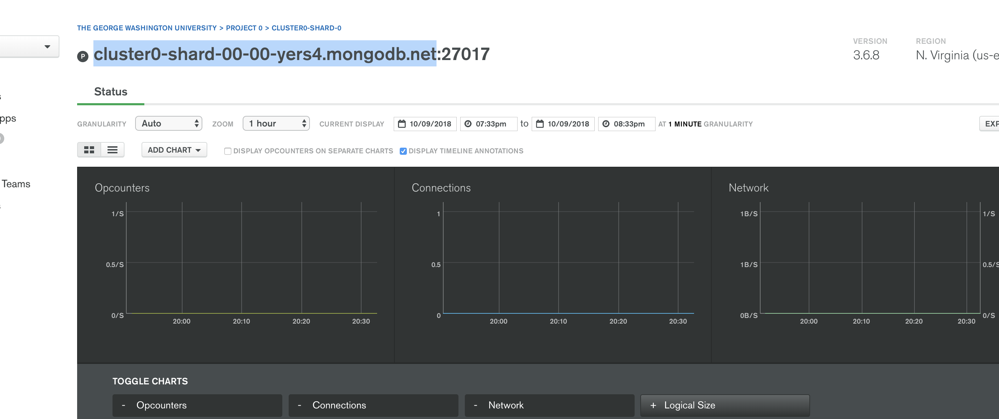 THE GEORGE WASHINGTON UNIVERSITY > PROJECT 0 > CLUSTER0-SHARD-0
P cluster0-shard-00-00-yers4.mongodb.net:27017
VERSION
3.6.8
REGION
N. Virginia (us-e
Status
pps
Teams
GRANULARITY Auto ZOOM 1 hour CURRENT DISPLAY 10/09/2018 07:33pm to 10/09/2018 08:33pm AT 1 MINUTE GRANULARITY EXP
ADD CHART DISPLAY OPCOUNTERS ON SEPARATE CHARTS DISPLAY TIMELINE ANNOTATIONS
Opcounters
1/S
0.5/S
0/S
20:00 20:10 20:20 20:30
Connections
1
0.5
0
20:00 20:10 20:20 20:30
Network
1B/S 1/S
1B/S 0.5/S
0B/S 0/S
20:00 20:10 20:20 20:30
TOGGLE CHARTS
- Opcounters
- Connections
- Network
+ Logical Size